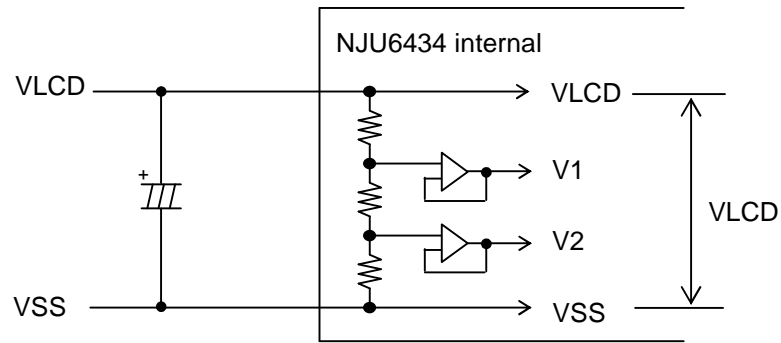 NJU6434 internal
VLCD
VLCD
+
V1
VLCD
V2
VSS
VSS